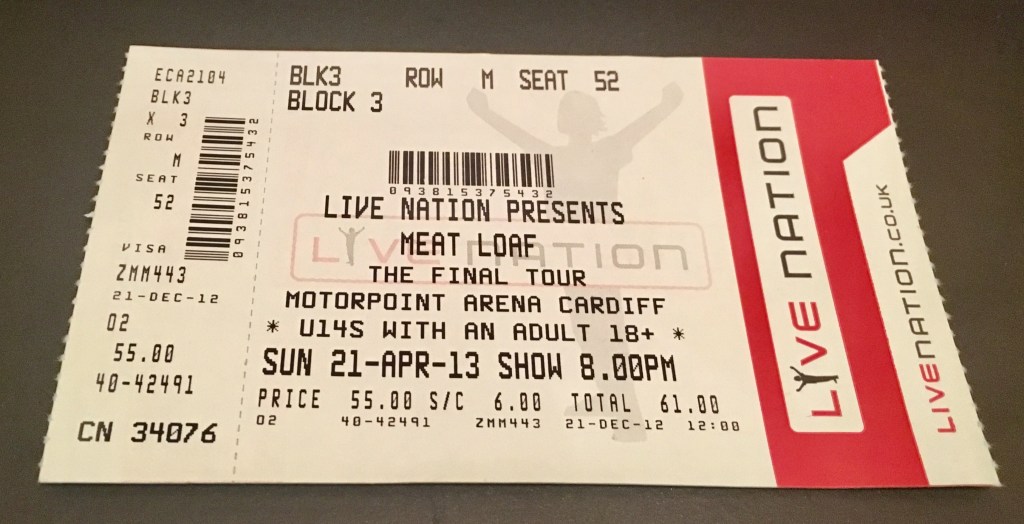 ECA2104
BLK3
X 3
ROW
M
SEAT
52
VISA
ZMM443
21-DEC-12
02
55.00
40-42491
CN 34076
093815375432
BLK3 ROW M SEAT 52
BLOCK 3
093815375432
LIVE NATION PRESENTS
LIVE NATION
MEAT LOAF
THE FINAL TOUR
MOTORPOINT ARENA CARDIFF
* U14S WITH AN ADULT 18+ *
SUN 21-APR-13 SHOW 8.00PM
PRICE 55.00 S/C 6.00 TOTAL 61.00
02 40-42491 ZMM443 21-DEC-12 12:00
LIVE NATION
LIVENATION.CO.UK